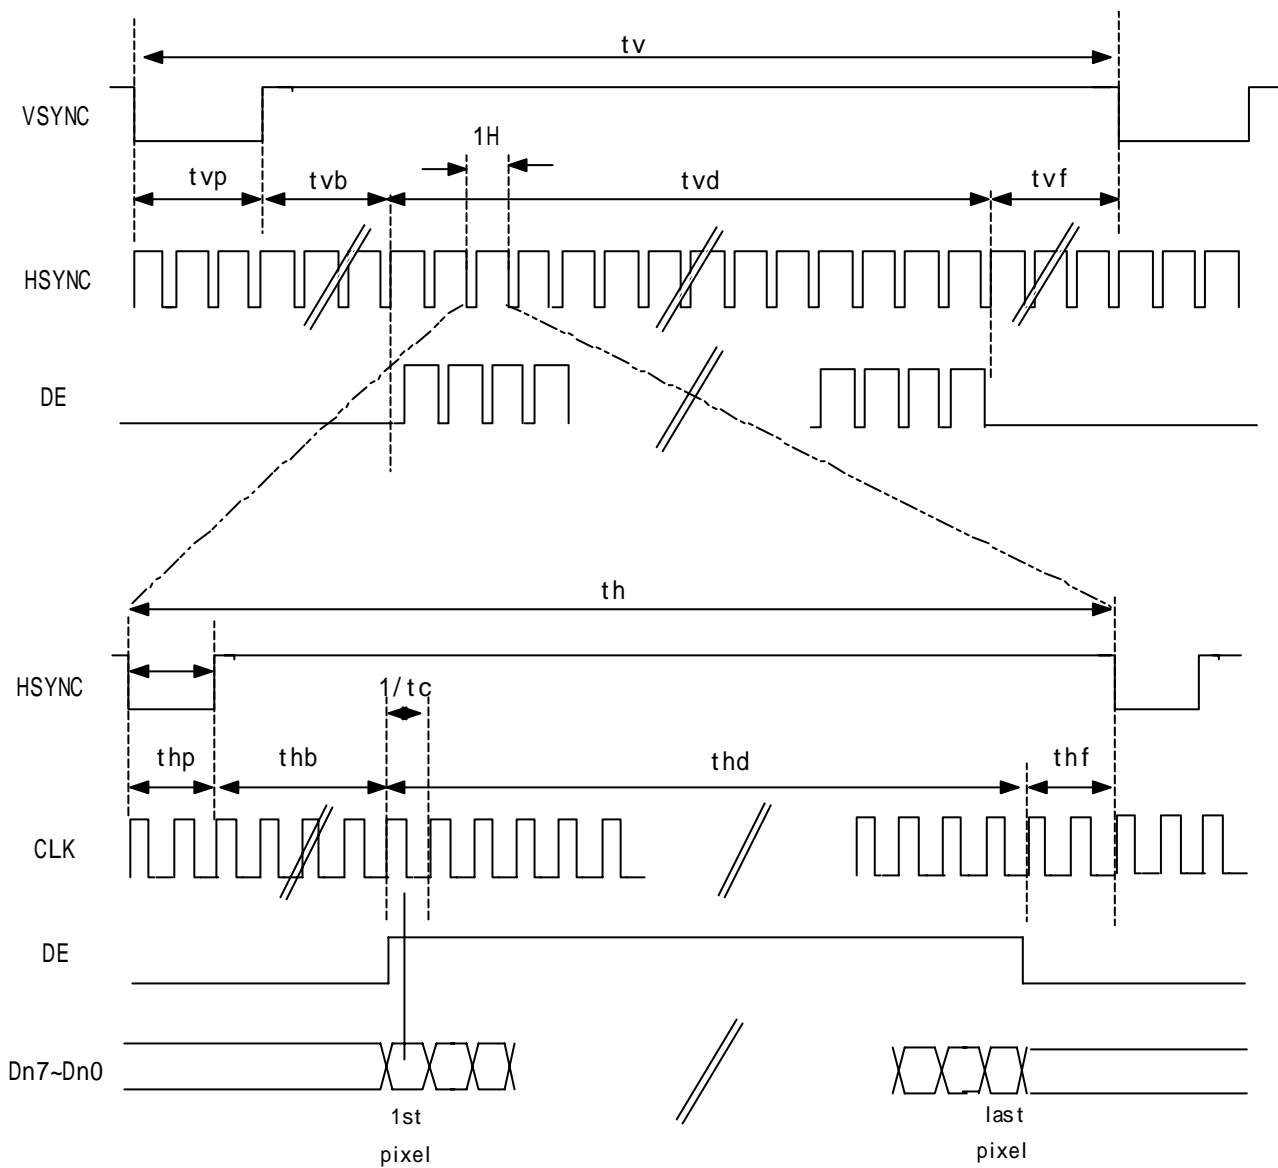 tv
VSYNC
1H
tvp
tvb
tvd
tvf
HSYNC
DE
th
HSYNC
1/tc
thp
thb
thd
thf
CLK
DE
Dn7~Dn0
1st
pixel
last
pixel